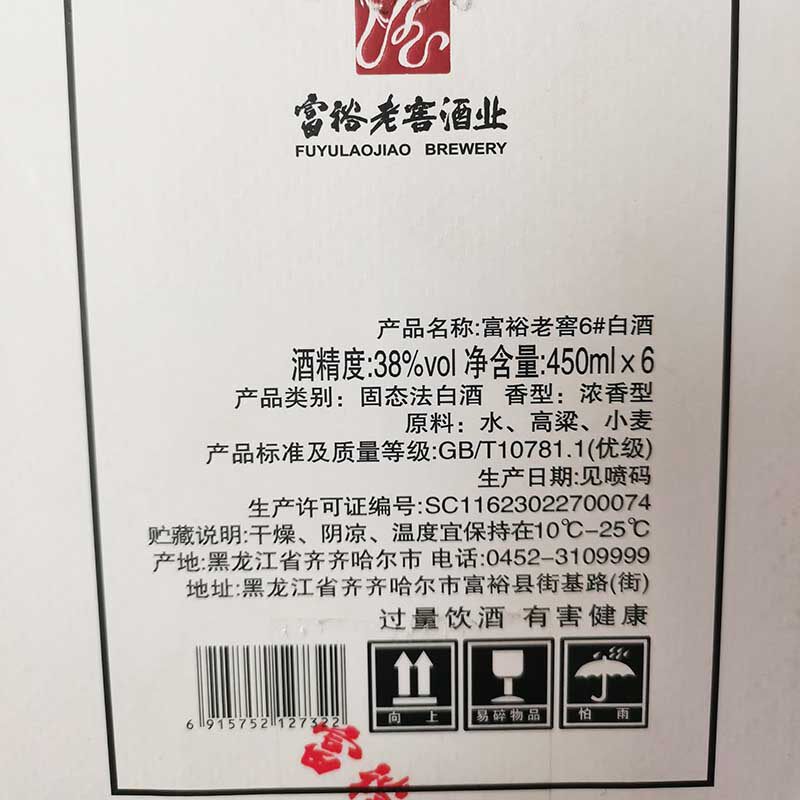 富裕老窖酒业
FUYULAOJIAO BREWERY
产品名称:富裕老窖6#白酒
酒精度:38%vol 净含量:450ml×6
产品类别: 固态法白酒 香型: 浓香型
原料: 水、高粱、小麦
产品标准及质量等级:GB/T10781.1(优级)
生产日期:见喷码
生产许可证编号:SC11623022700074
贮藏说明:干燥、阴凉、温度宜保持在10℃-25℃
产地:黑龙江省齐齐哈尔市 电话:0452-3109999
地址:黑龙江省齐齐哈尔市富裕县街基路(街)
过量饮酒 有害健康
6 915752 127322
向上
易碎物品
怕雨
富裕